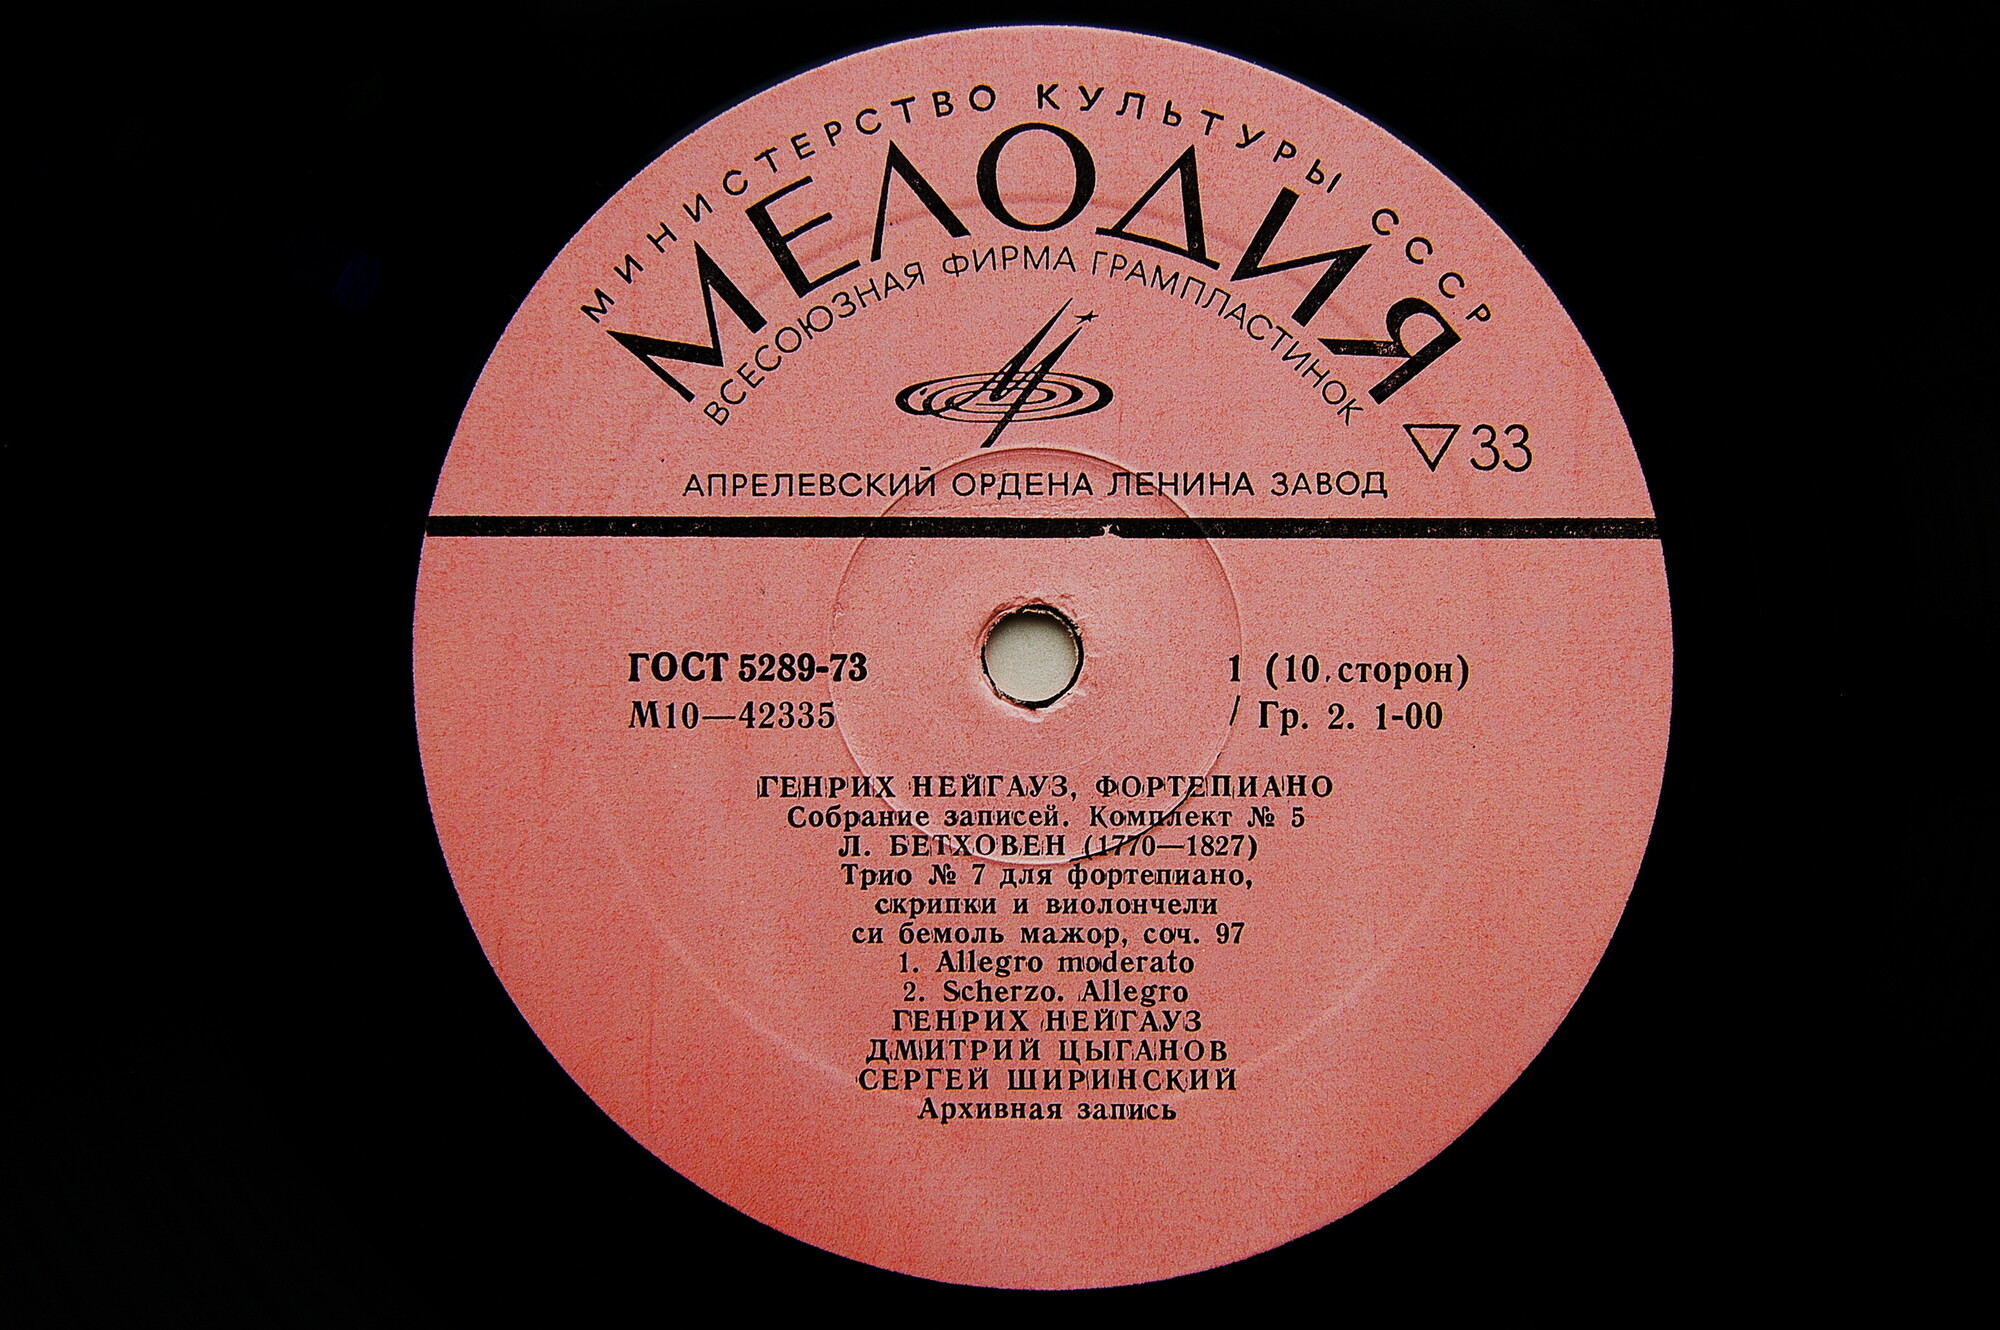 МИНИСТЕРСТВО КУЛЬТУРЫ СССР
МЕЛОДИЯ
ВСЕСОЮЗНАЯ ФИРМА ГРАМПЛАСТИНОК
33
АПРЕЛЕВСКИЙ ОРДЕНА ЛЕНИНА ЗАВОД
ГОСТ 5289-73
М10—42335
1 (10 сторон)
Гр. 2. 1-00
ГЕНРИХ НЕЙГАУЗ, ФОРТЕПИАНО
Собрание записей. Комплект № 5
Л. БЕТХОВЕН (1770—1827)
Трио № 7 для фортепиано,
скрипки и виолончели
си бемоль мажор, соч. 97
1. Allegro moderato
2. Scherzo. Allegro
ГЕНРИХ НЕЙГАУЗ
ДМИТРИЙ ЦЫГАНОВ
СЕРГЕЙ ШИРИНСКИЙ
Архивная запись